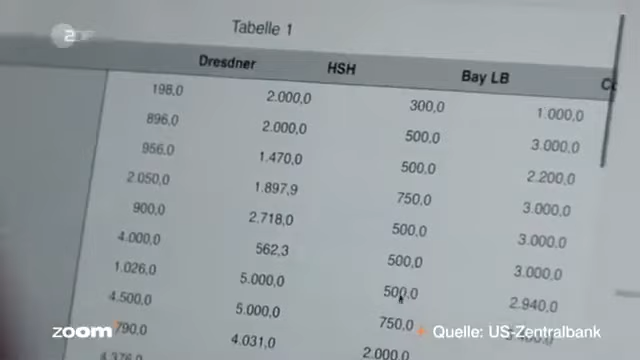 ZDF
Tabelle 1
Dresdner HSH Bay LB
198,0 2.000,0 300,0 1.000,0
896,0 2.000,0 500,0 3.000,0
956,0 1.470,0 500,0 2.200,0
2.050,0 1.897,9 750,0 3.000,0
900,0 2.718,0 500,0 3.000,0
4.000,0 562,3 500,0 3.000,0
1.026,0 5.000,0 500,0 2.940,0
4.500,0 5.000,0 750,0
790,0 4.031,0 2.000,0
4.376,0
zoom
Quelle: US-Zentralbank